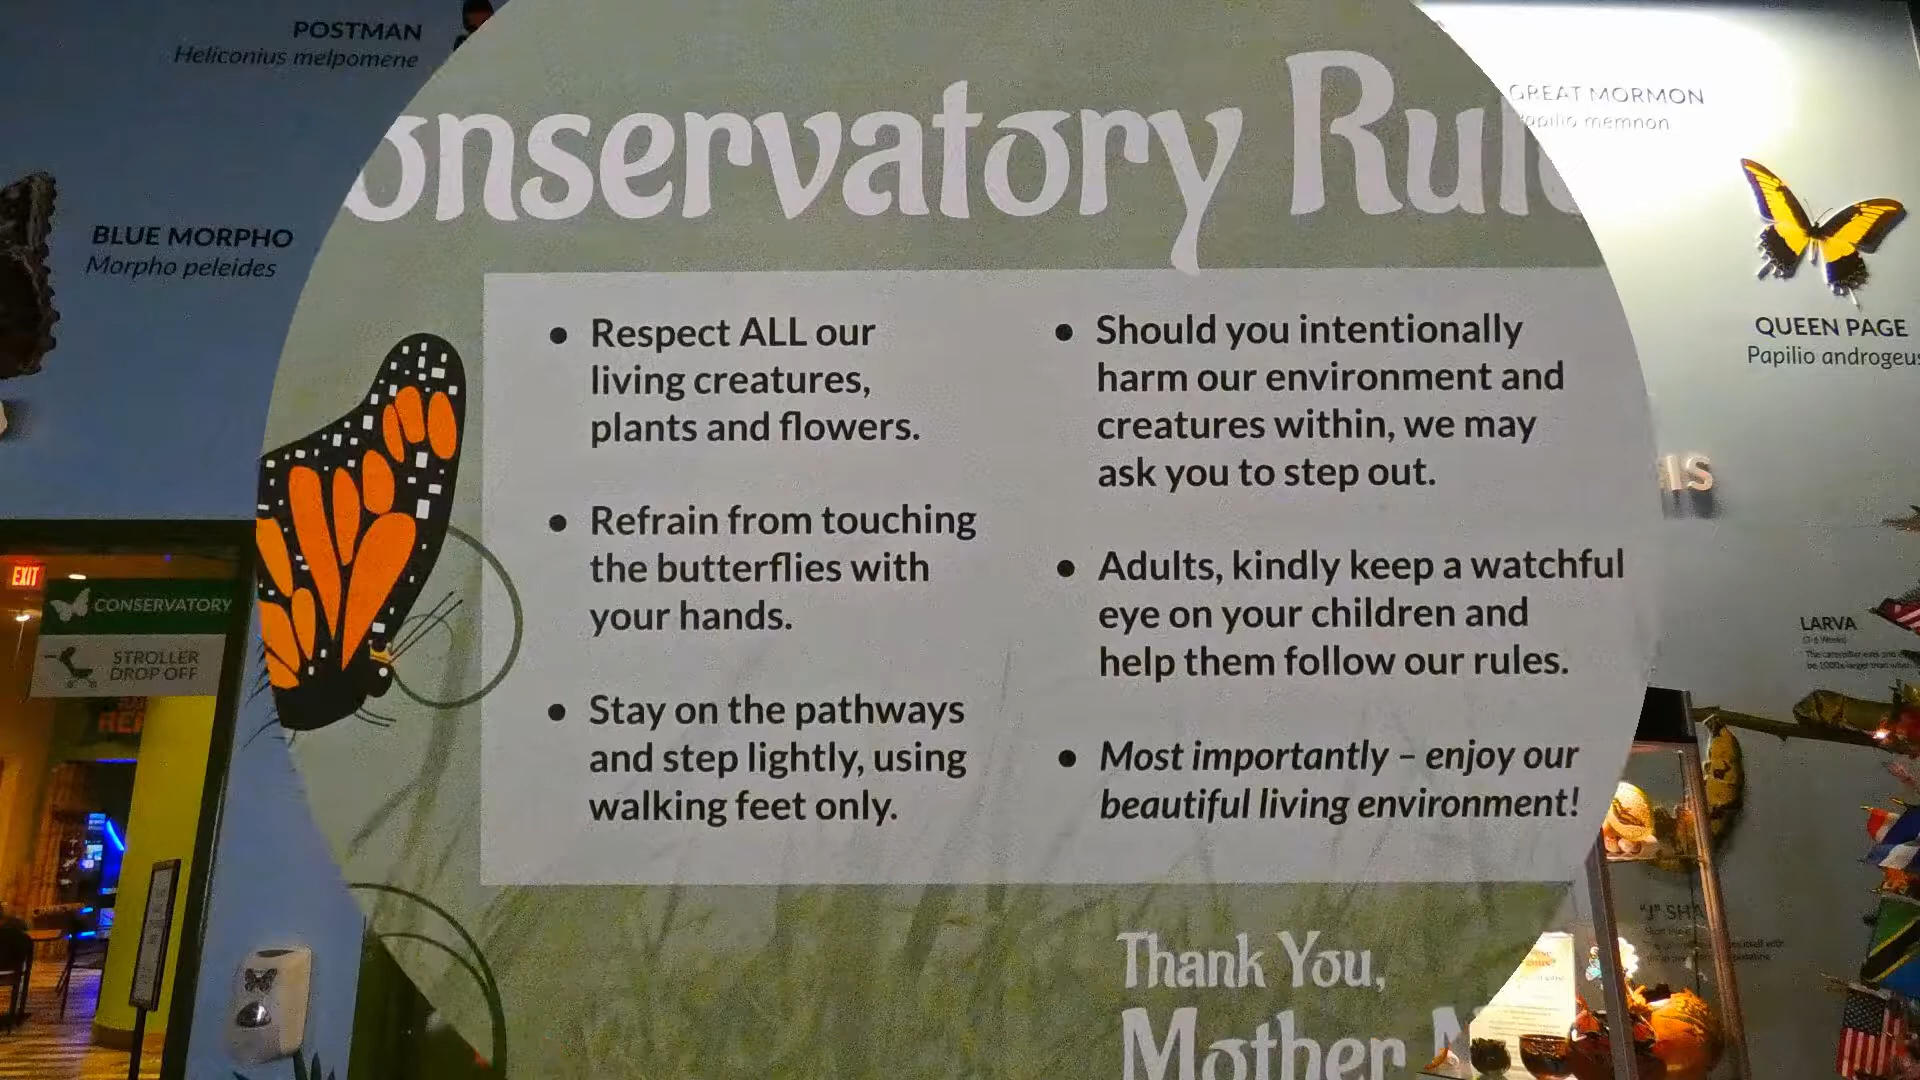 POSTMAN
Heliconius melpomene
BLUE MORPHO
Morpho peleides
onservatory Rule
GREAT MORMON
Papilio memnon
QUEEN PAGE
Papilio androgeus
• Respect ALL our
living creatures,
plants and flowers.
• Refrain from touching
the butterflies with
your hands.
• Stay on the pathways
and step lightly, using
walking feet only.
• Should you intentionally
harm our environment and
creatures within, we may
ask you to step out.
• Adults, kindly keep a watchful
eye on your children and
help them follow our rules.
• Most importantly – enjoy our
beautiful living environment!
Thank You,
Mother
EXIT
CONSERVATORY
STROLLER
DROP OFF
IS
LARVA
"J" SHA